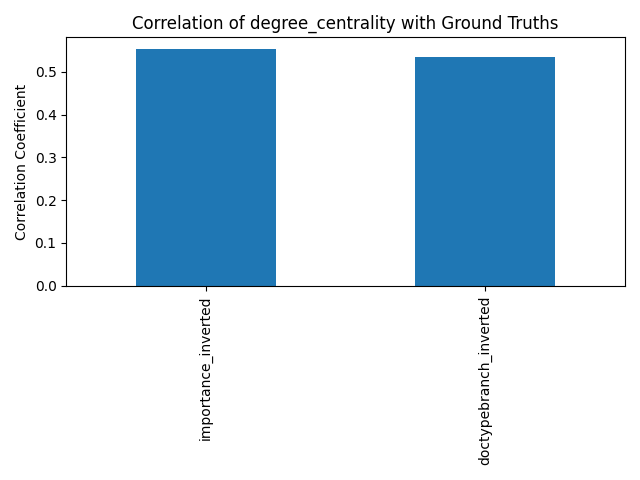 Correlation of degree_centrality with Ground Truths
Correlation Coefficient
0.5
0.4
0.3
0.2
0.1
0.0
importance_inverted
doctypebranch_inverted